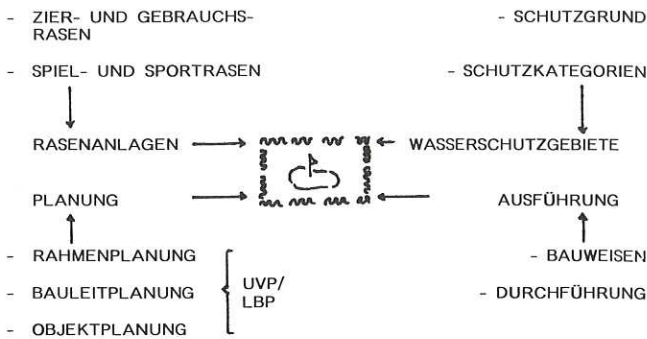 - ZIER- UND GEBRAUCHS-
RASEN
- SPIEL- UND SPORTRASEN
RASENANLAGEN
PLANUNG
- RAHMENPLANUNG
- BAULEITPLANUNG
- OBJEKTPLANUNG
UVP/
LBP
- SCHUTZGRUND
- SCHUTZKATEGORIEN
WASSERSCHUTZGEBIETE
AUSFÜHRUNG
- BAUWEISEN
- DURCHFÜHRUNG